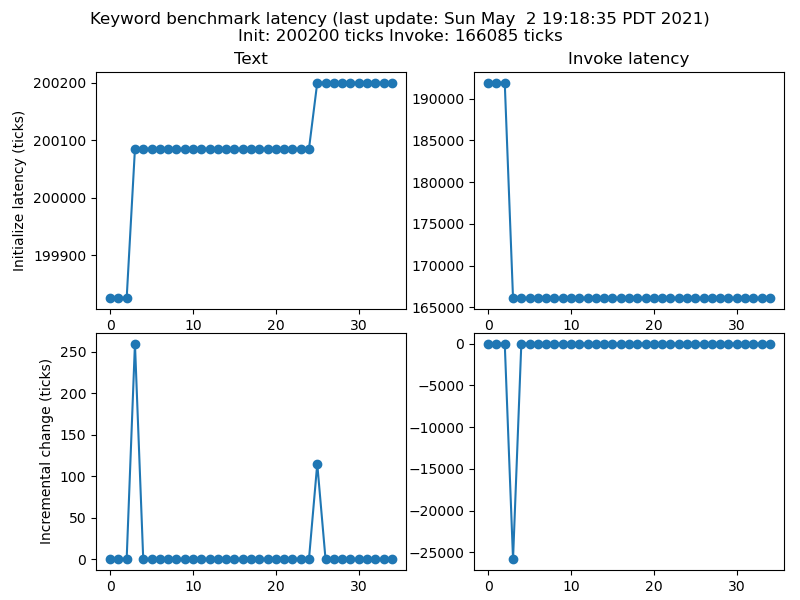 Keyword benchmark latency (last update: Sun May  2 19:18:35 PDT 2021)
Init: 200200 ticks Invoke: 166085 ticks
Text
Initialize latency (ticks)
200200
200100
200000
199900
0 10 20 30
Invoke latency
190000
185000
180000
175000
170000
165000
0 10 20 30
Incremental change (ticks)
250
200
150
100
50
0
0 10 20 30
0
−5000
−10000
−15000
−20000
−25000
0 10 20 30